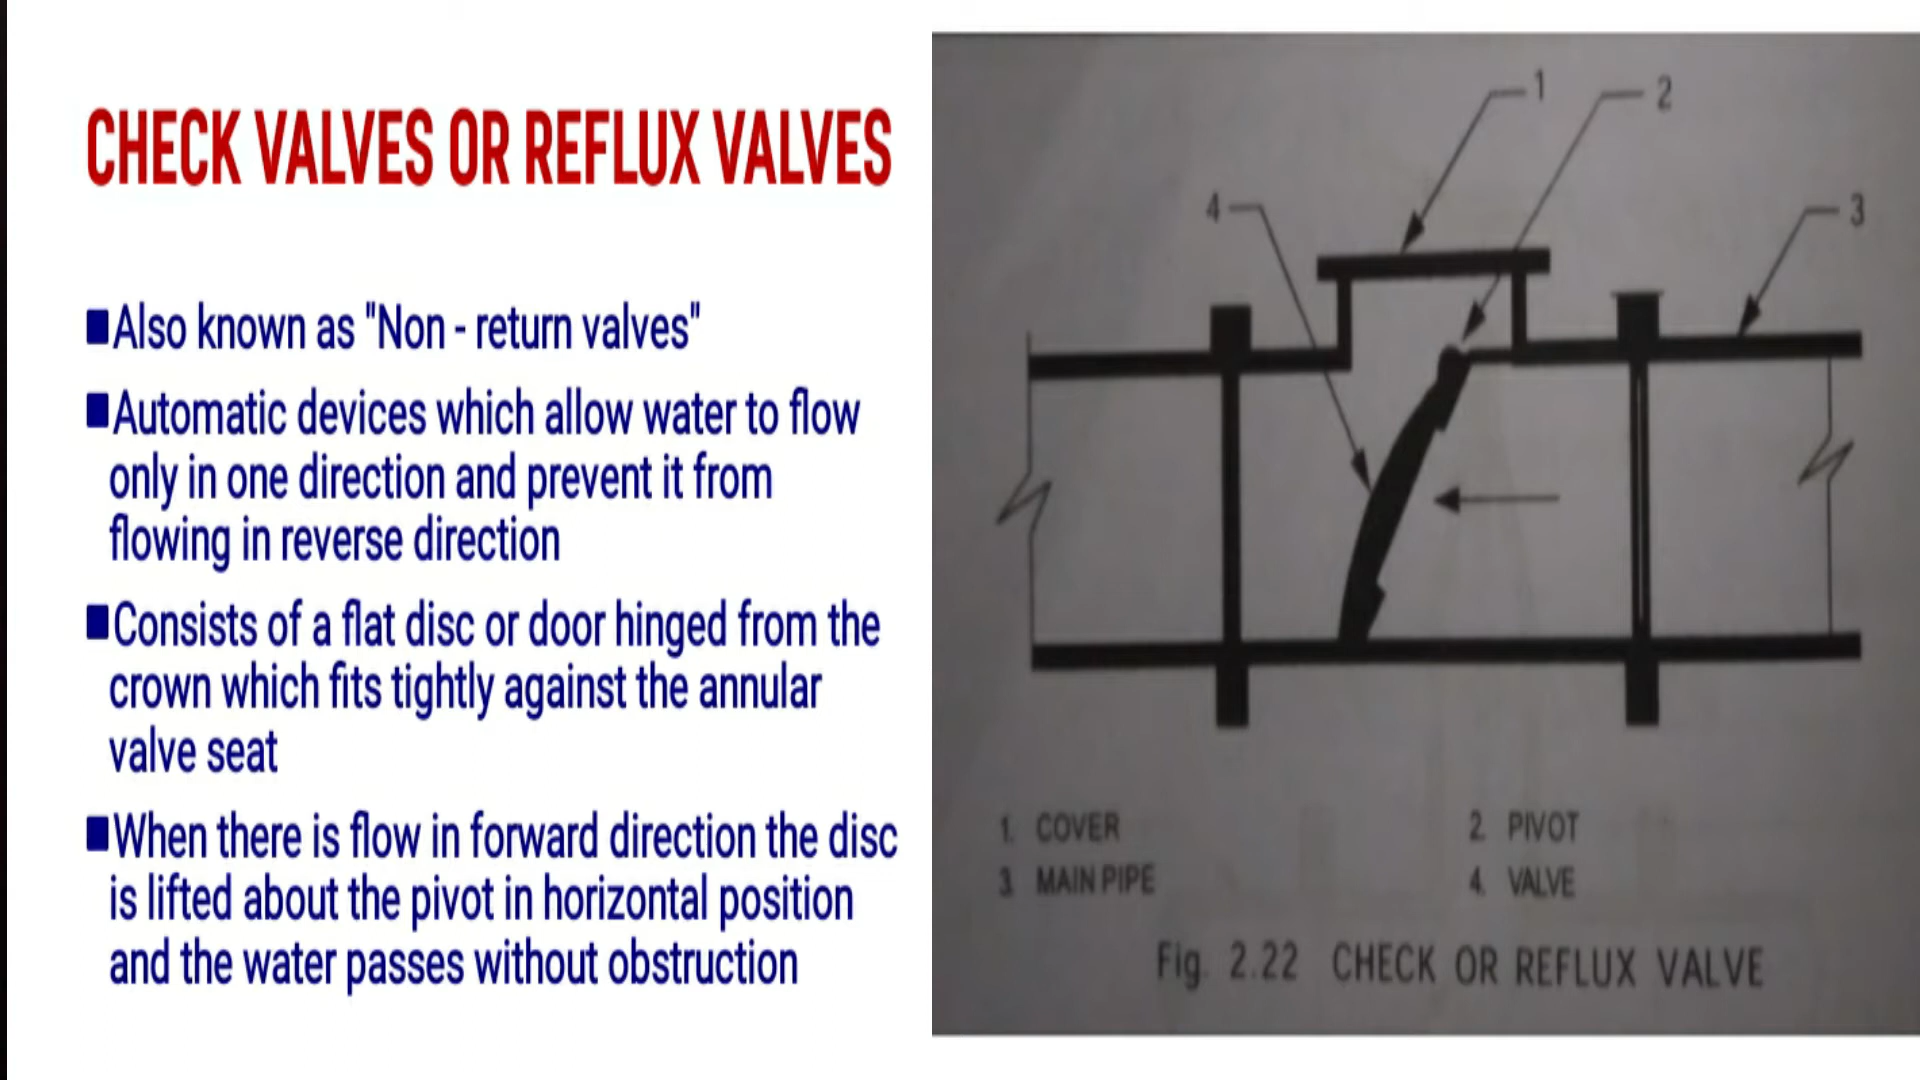 CHECK VALVES OR REFLUX VALVES
■Also known as "Non - return valves"
■Automatic devices which allow water to flow
only in one direction and prevent it from
flowing in reverse direction
■Consists of a flat disc or door hinged from the
crown which fits tightly against the annular
valve seat
■When there is flow in forward direction the disc
is lifted about the pivot in horizontal position
and the water passes without obstruction
1
2
4
3
1. COVER
2. PIVOT
3. MAIN PIPE
4. VALVE
Fig. 2.22 CHECK OR REFLUX VALVE